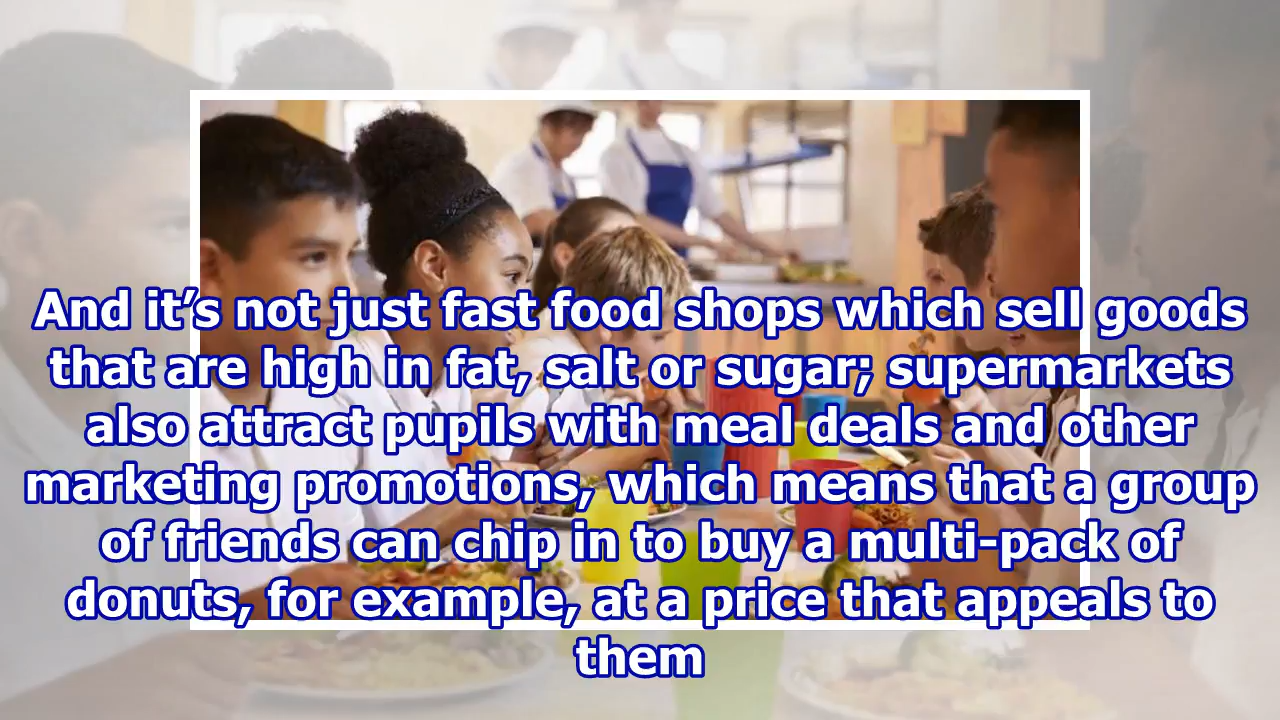 And it’s not just fast food shops which sell goods
that are high in fat, salt or sugar; supermarkets
also attract pupils with meal deals and other
marketing promotions, which means that a group
of friends can chip in to buy a multi-pack of
donuts, for example, at a price that appeals to
them